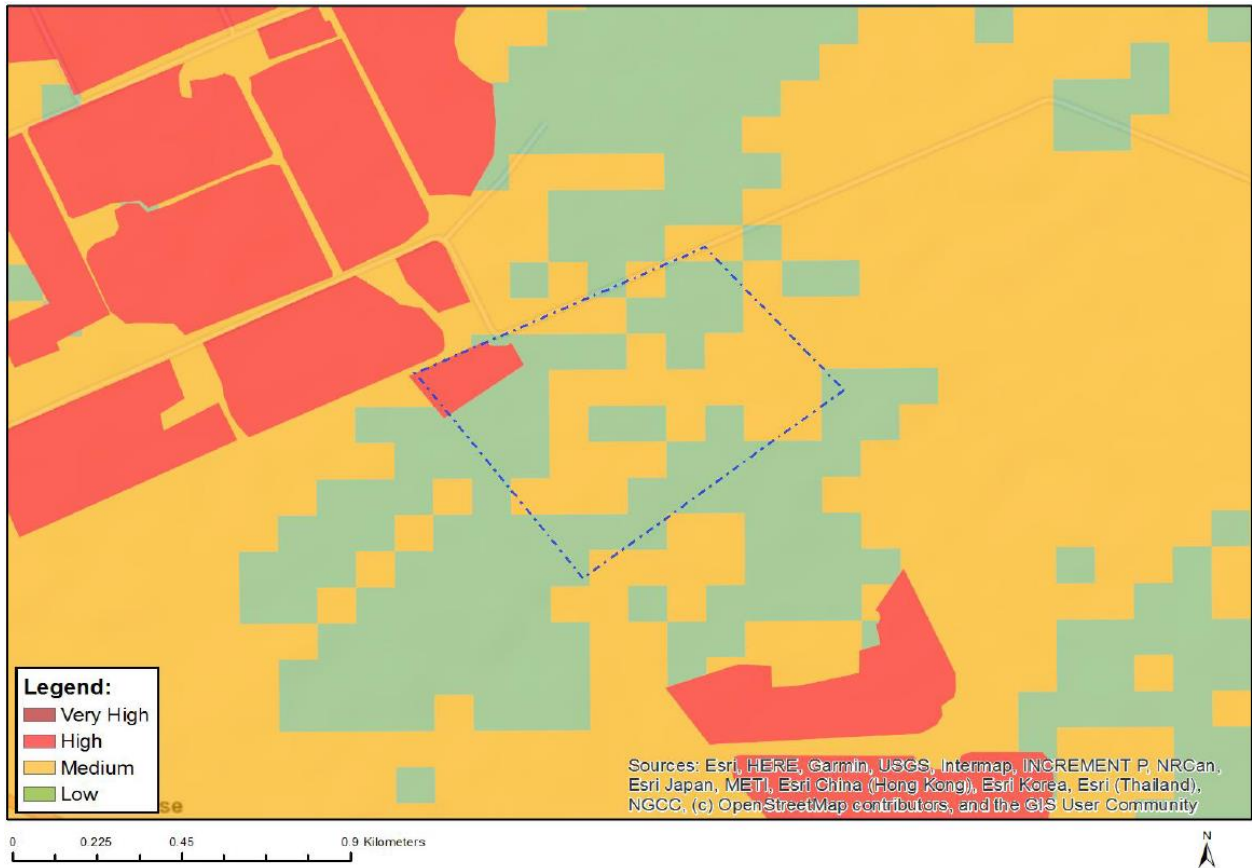 Legend:
Very High
High
Medium
Low
se
Sources: Esri, HERE, Garmin, USGS, Intermap, INCREMENT P, NRCan,
Esri Japan, METI, Esri China (Hong Kong), Esri Korea, Esri (Thailand),
NGCC, (c) OpenStreetMap contributors, and the GIS User Community
0 0.225 0.45 0.9 Kilometers
N